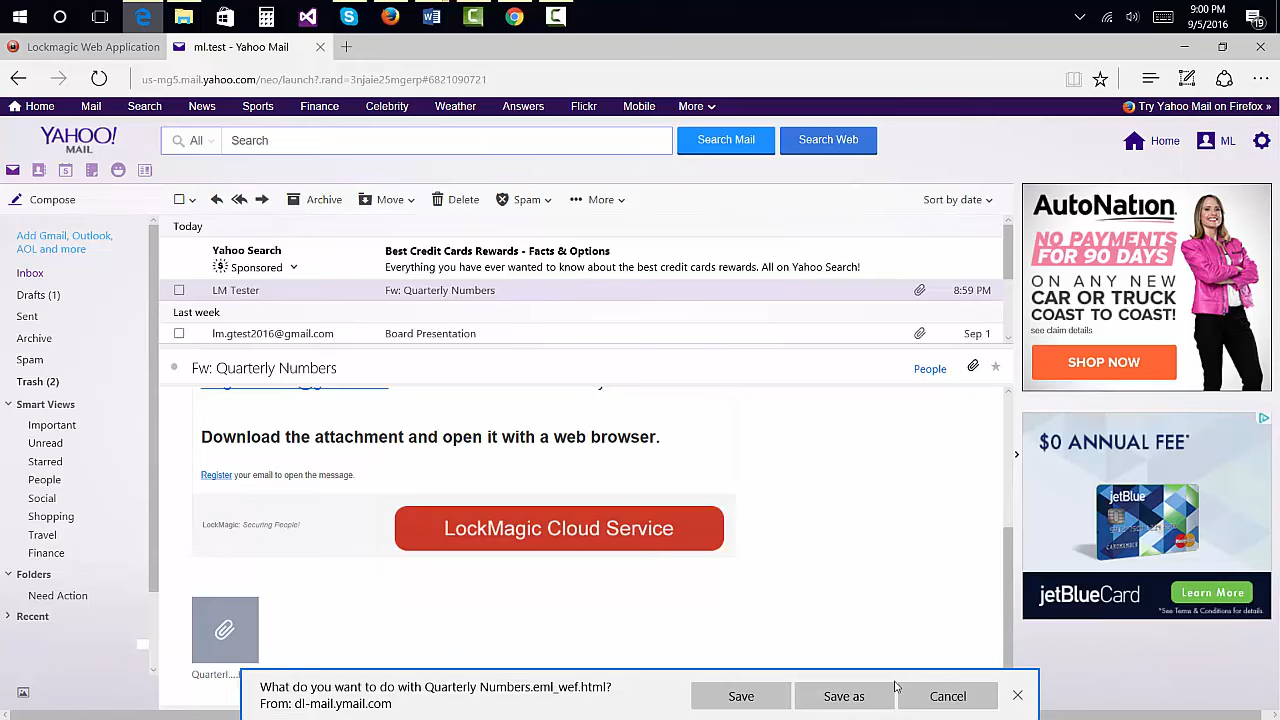 9:00 PM
9/5/2016
19
Lockmagic Web Application
ml.test - Yahoo Mail
us-mg5.mail.yahoo.com/neo/launch?.rand=3njaie25mgerp#6821090721
Home Mail Search News Sports Finance Celebrity Weather Answers Flickr Mobile More Try Yahoo Mail on Firefox »
YAHOO!
MAIL
All Search Search Mail Search Web Home ML
5
Compose Archive Move Delete Spam More Sort by date
Add Gmail, Outlook,
AOL and more
Inbox
Drafts (1)
Sent
Archive
Spam
Trash (2)
Smart Views
Important
Unread
Starred
People
Social
Shopping
Travel
Finance
Folders
Need Action
Recent
Today
Yahoo Search Best Credit Cards Rewards - Facts & Options
Sponsored Everything you have ever wanted to know about the best credit cards rewards. All on Yahoo Search!
LM Tester Fw: Quarterly Numbers 8:59 PM
Last week
lm.gtest2016@gmail.com Board Presentation Sep 1
Fw: Quarterly Numbers People
Download the attachment and open it with a web browser.
Register your email to open the message.
LockMagic: Securing People!
LockMagic Cloud Service
Quarterl....
What do you want to do with Quarterly Numbers.eml_wef.html?
From: dl-mail.ymail.com
Save Save as Cancel
AutoNation
NO PAYMENTS
FOR 90 DAYS
ON ANY NEW
CAR OR TRUCK
COAST TO COAST!
see claim details
SHOP NOW
$0 ANNUAL FEE*
jetBlue
jetBlueCard Learn More
*See Terms & Conditions for details.